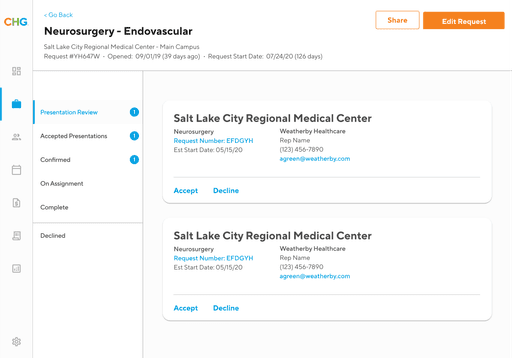 CHG
< Go Back
Neurosurgery - Endovascular
Salt Lake City Regional Medical Center - Main Campus
Request #YH647W - Opened: 09/01/19 (39 days ago) - Request Start Date: 07/24/20 (126 days)
Share
Edit Request
Presentation Review 1
Accepted Presentations 1
Confirmed 1
On Assignment
Complete
Declined
Salt Lake City Regional Medical Center
Neurosurgery
Request Number: EFDGYH
Est Start Date: 05/15/20
Weatherby Healthcare
Rep Name
(123) 456-7890
agreen@weatherby.com
Accept Decline
Salt Lake City Regional Medical Center
Neurosurgery
Request Number: EFDGYH
Est Start Date: 05/15/20
Weatherby Healthcare
Rep Name
(123) 456-7890
agreen@weatherby.com
Accept Decline